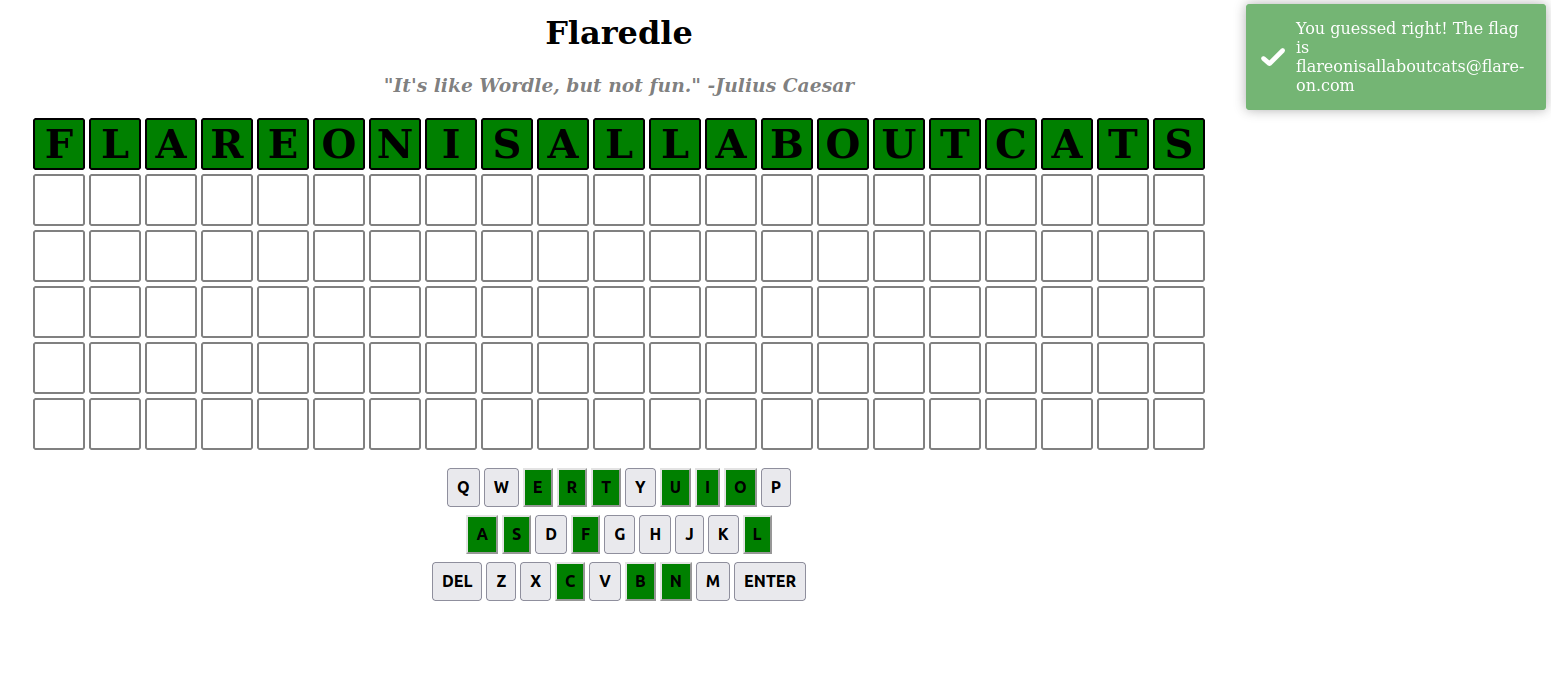 Flaredle
"It's like Wordle, but not fun." -Julius Caesar
You guessed right! The flag
is
flareonisallaboutcats@flare-
on.com
F L A R E O N I S A L L A B O U T C A T S
Q W E R T Y U I O P
A S D F G H J K L
DEL Z X C V B N M ENTER